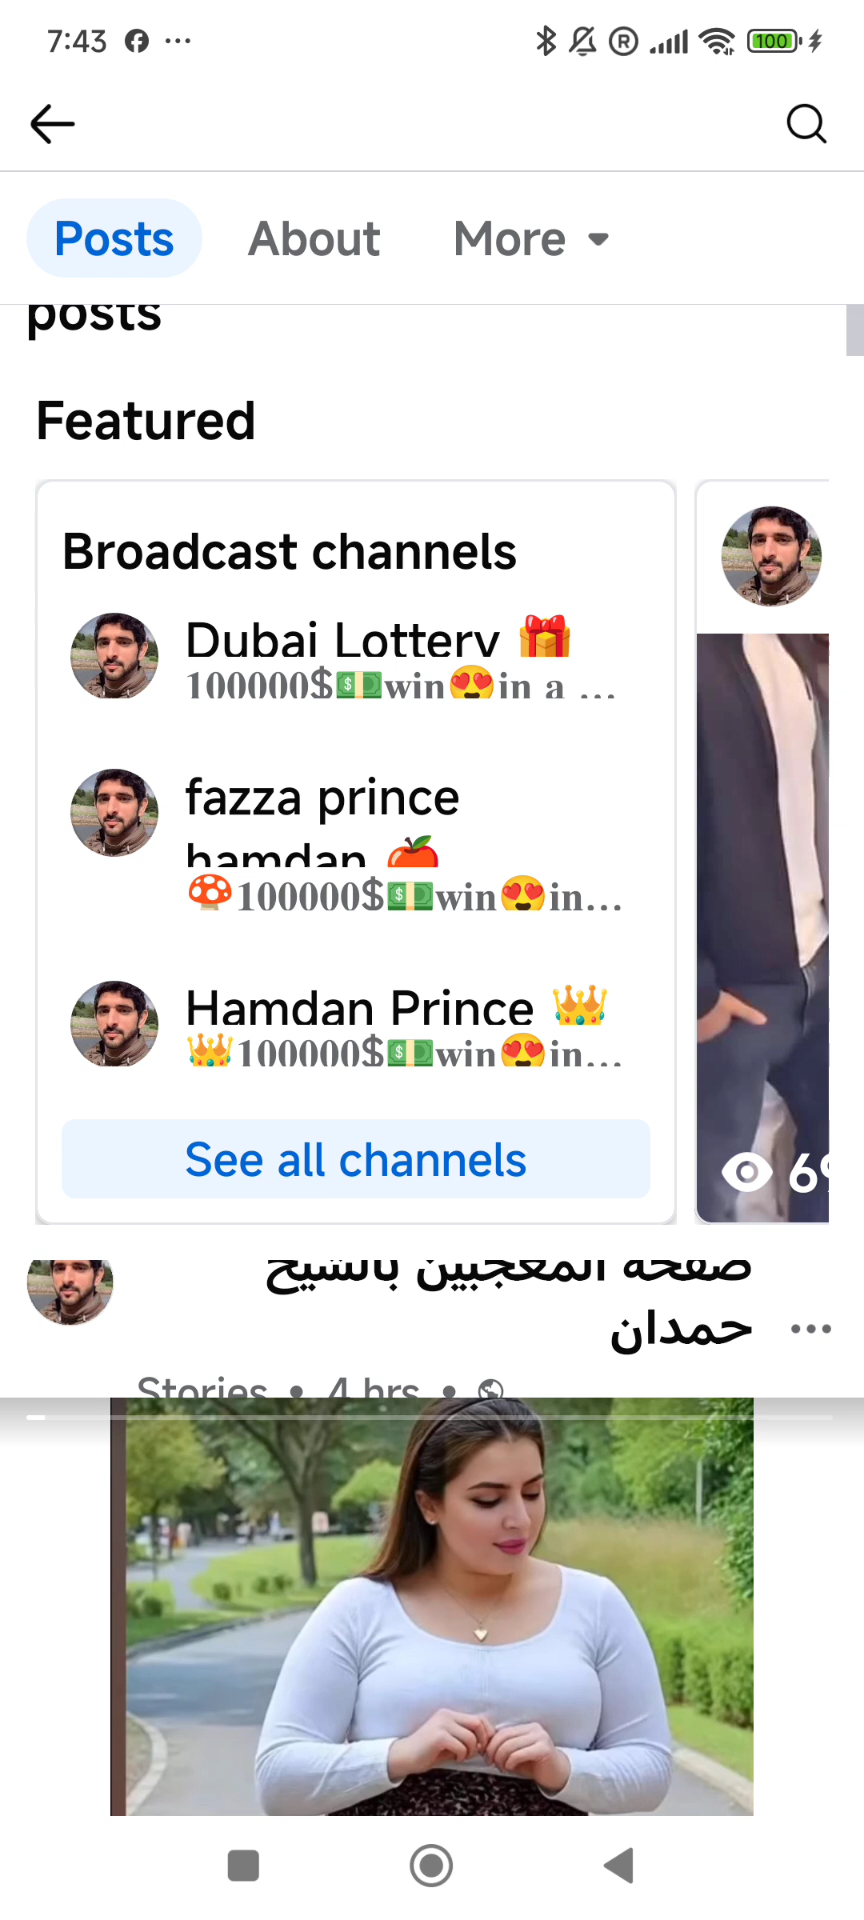 7:43
100
Posts
About
More
posts
Featured
Broadcast channels
Dubai Lottery 🎁
100000$💵win😍in a ...
fazza prince
hamdan 🍎
🍄100000$💵win😍in...
Hamdan Prince 👑
👑100000$💵win😍in...
See all channels
69
صفحة المعجبين بالشيخ
حمدان
Stories • 4 hrs •